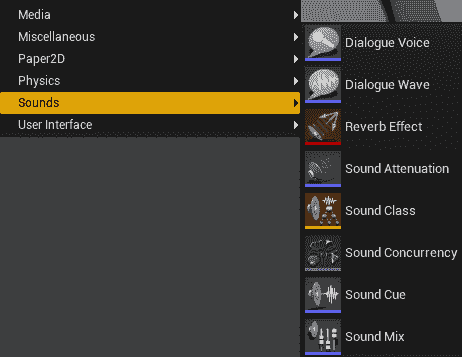 Media
Miscellaneous
Paper2D
Physics
Sounds
User Interface
Dialogue Voice
Dialogue Wave
Reverb Effect
Sound Attenuation
Sound Class
Sound Concurrency
Sound Cue
Sound Mix